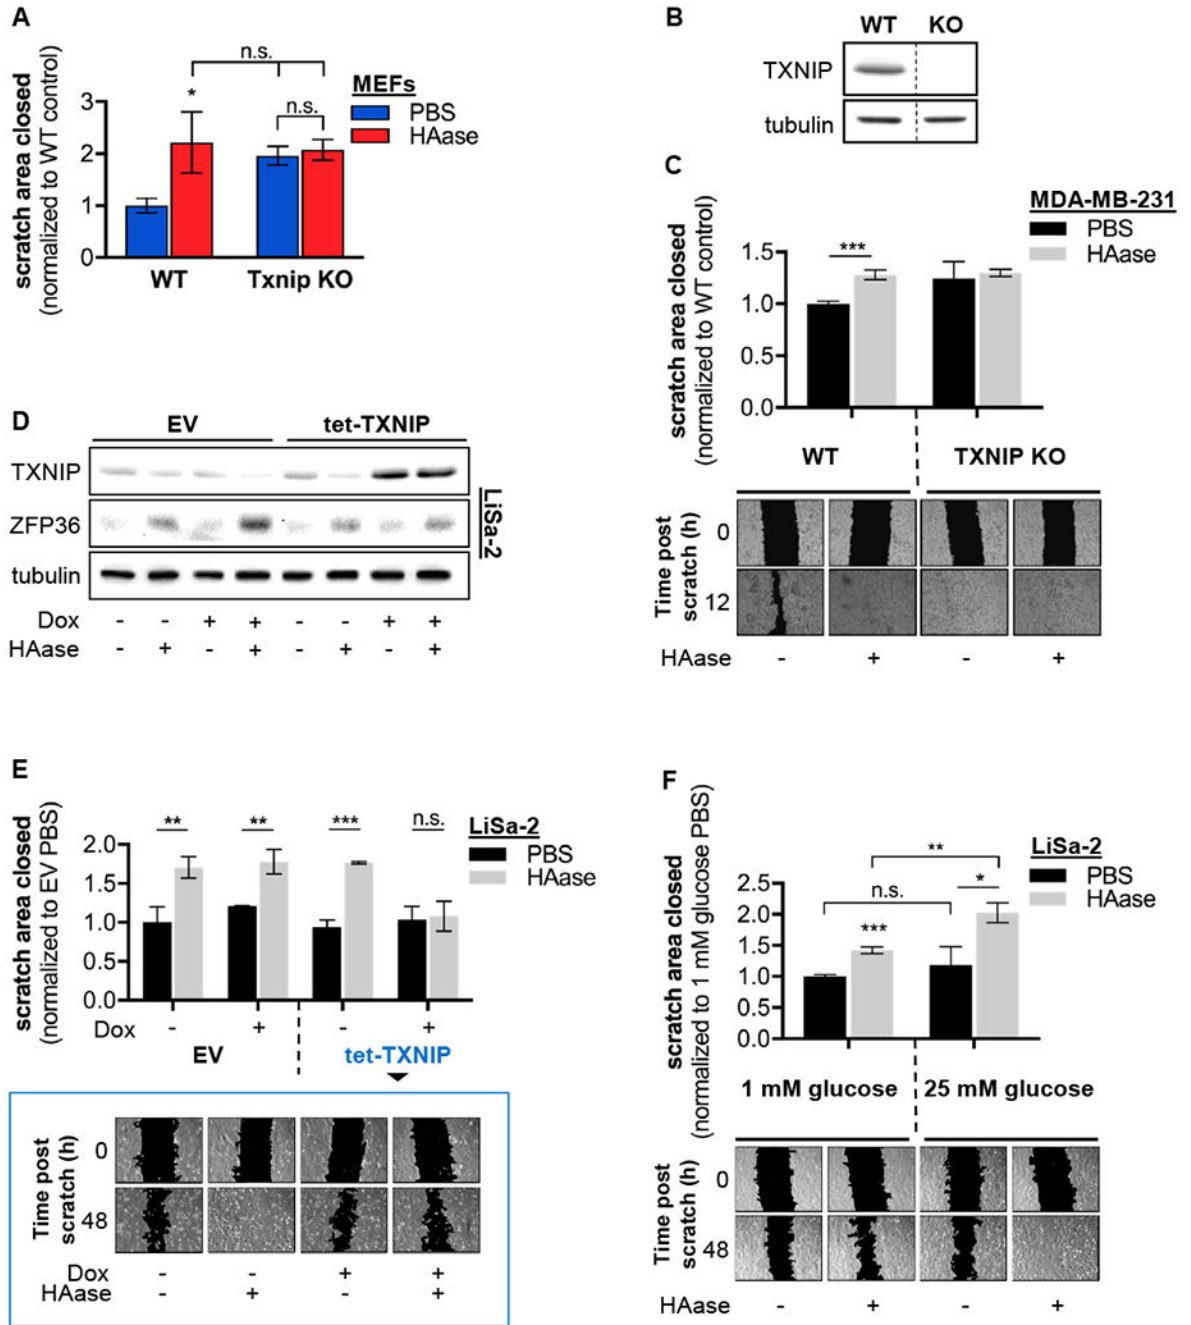 A
scratch area closed
(normalized to WT control)
3
2
1
0
*
n.s.
n.s.
MEFs
PBS
HAase
WT Txnip KO
B
WT KO
TXNIP
tubulin
C
scratch area closed
(normalized to WT control)
1.5
1.0
0.5
0.0
***
MDA-MB-231
PBS
HAase
WT TXNIP KO
Time post
scratch (h)
0
12
HAase - + - +
D
EV tet-TXNIP
TXNIP
ZFP36
tubulin
LiSa-2
Dox - - + + - - + +
HAase - + - + - + - +
E
scratch area closed
(normalized to EV PBS)
2.0
1.5
1.0
0.5
0.0
** ** *** n.s.
LiSa-2
PBS
HAase
Dox - + - +
EV tet-TXNIP
Time post
scratch (h)
0
48
Dox - - + +
HAase - + - +
F
scratch area closed
(normalized to 1 mM glucose PBS)
2.5
2.0
1.5
1.0
0.5
0.0
**
n.s.
*
***
LiSa-2
PBS
HAase
1 mM glucose 25 mM glucose
Time post
scratch (h)
0
48
HAase - + - +